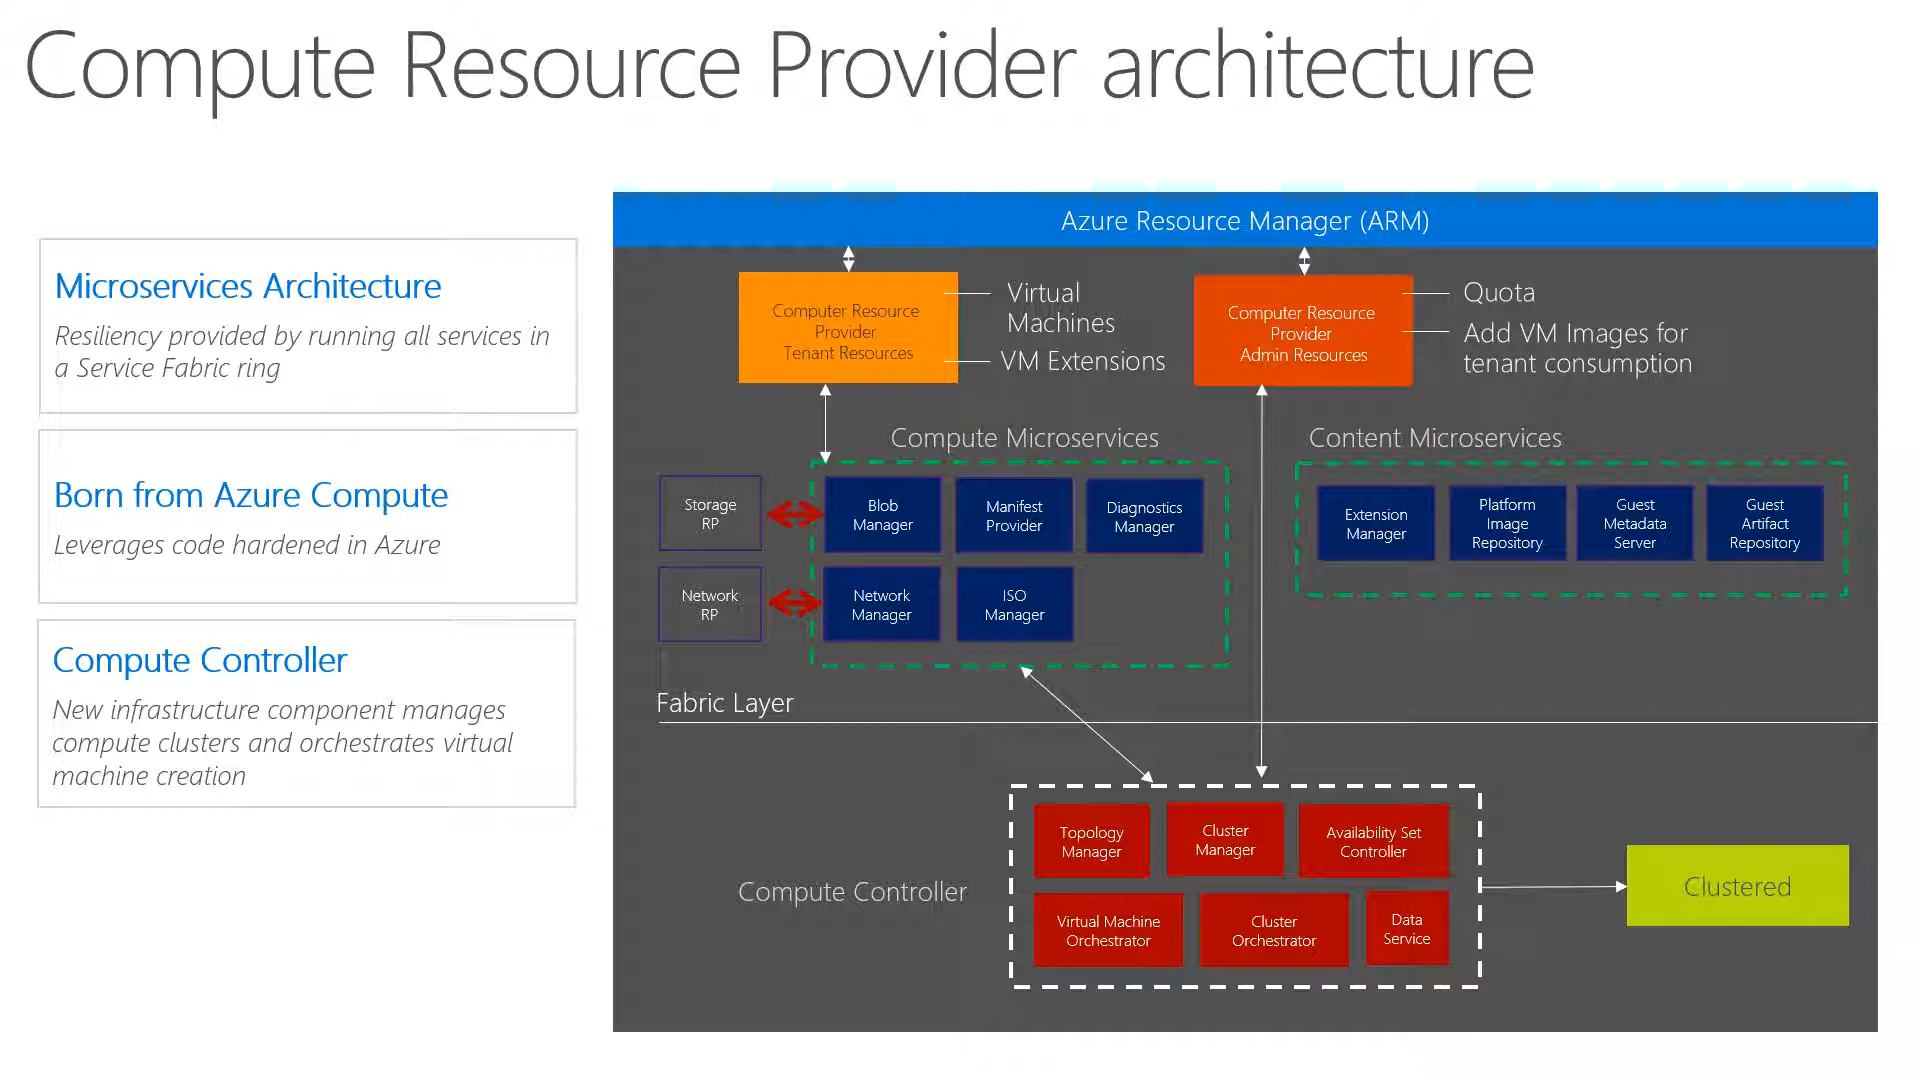 Compute Resource Provider architecture
Microservices Architecture
Resiliency provided by running all services in
a Service Fabric ring
Born from Azure Compute
Leverages code hardened in Azure
Compute Controller
New infrastructure component manages
compute clusters and orchestrates virtual
machine creation
Azure Resource Manager (ARM)
Computer Resource
Provider
Tenant Resources
Virtual
Machines
VM Extensions
Computer Resource
Provider
Admin Resources
Quota
Add VM Images for
tenant consumption
Compute Microservices
Storage
RP
Blob
Manager
Manifest
Provider
Diagnostics
Manager
Network
RP
Network
Manager
ISO
Manager
Content Microservices
Extension
Manager
Platform
Image
Repository
Guest
Metadata
Server
Guest
Artifact
Repository
Fabric Layer
Compute Controller
Topology
Manager
Cluster
Manager
Availability Set
Controller
Virtual Machine
Orchestrator
Cluster
Orchestrator
Data
Service
Clustered